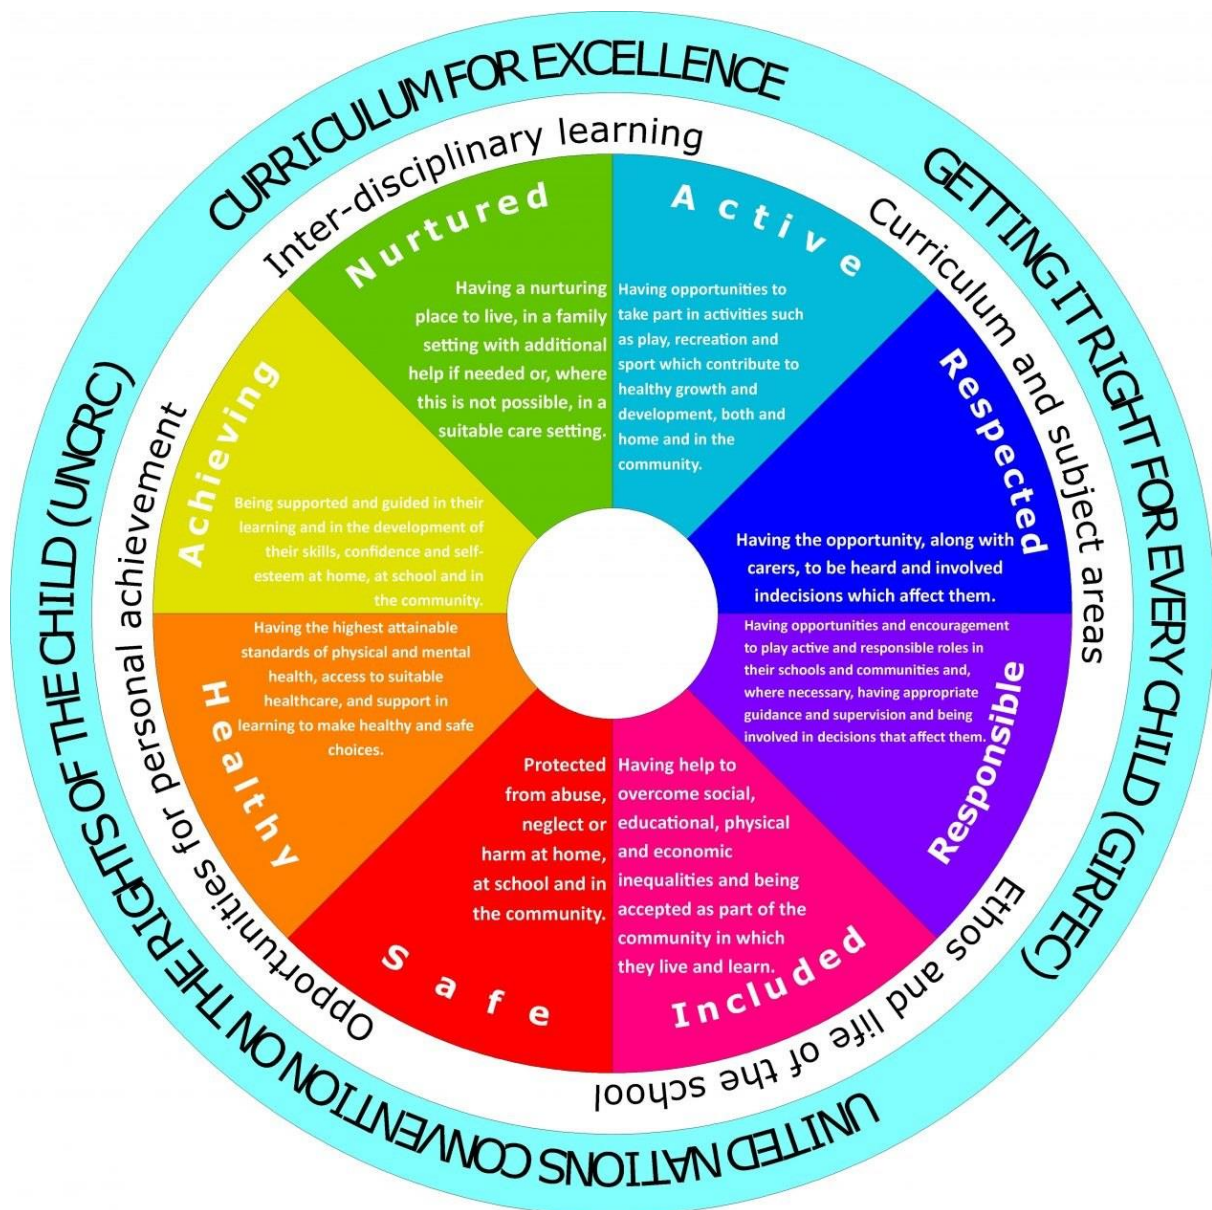 CURRICULUM FOR EXCELLENCE
GETTING IT RIGHT FOR EVERY CHILD (GIRFEC)
UNITED NATIONS CONVENTION ON THE RIGHTS OF THE CHILD (UNCRC)
Inter-disciplinary learning
Curriculum and subject areas
Ethos and life of the school
Opportunities for personal achievement
Nurtured
Having a nurturing
place to live, in a family
setting with additional
help if needed or, where
this is not possible, in a
suitable care setting.
Active
Having opportunities to
take part in activities such
as play, recreation and
sport which contribute to
healthy growth and
development, both and
home and in the
community.
Respected
Having the opportunity, along with
carers, to be heard and involved
indecisions which affect them.
Responsible
Having opportunities and encouragement
to play active and responsible roles in
their schools and communities and,
where necessary, having appropriate
guidance and supervision and being
involved in decisions that affect them.
Included
Having help to
overcome social,
educational, physical
and economic
inequalities and being
accepted as part of the
community in which
they live and learn.
Safe
Protected
from abuse,
neglect or
harm at home,
at school and in
the community.
Healthy
Having the highest attainable
standards of physical and mental
health, access to suitable
healthcare, and support in
learning to make healthy and safe
choices.
Achieving
Being supported and guided in their
learning and in the development of
their skills, confidence and self-
esteem at home, at school and in
the community.